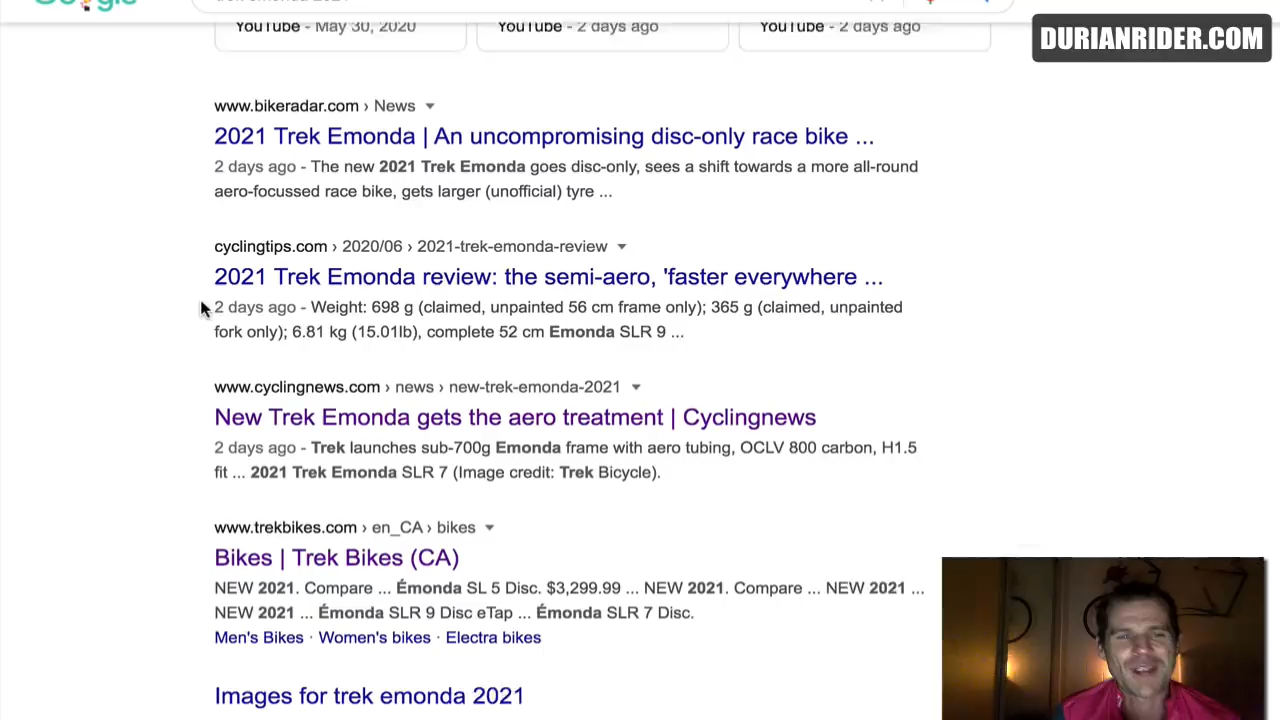 Google
YouTube - May 30, 2020
YouTube - 2 days ago
YouTube - 2 days ago
DURIANRIDER.COM
www.bikeradar.com › News
2021 Trek Emonda | An uncompromising disc-only race bike ...
2 days ago - The new 2021 Trek Emonda goes disc-only, sees a shift towards a more all-round
aero-focussed race bike, gets larger (unofficial) tyre ...
cyclingtips.com › 2020/06 › 2021-trek-emonda-review
2021 Trek Emonda review: the semi-aero, 'faster everywhere ...
2 days ago - Weight: 698 g (claimed, unpainted 56 cm frame only); 365 g (claimed, unpainted
fork only); 6.81 kg (15.01lb), complete 52 cm Emonda SLR 9 ...
www.cyclingnews.com › news › new-trek-emonda-2021
New Trek Emonda gets the aero treatment | Cyclingnews
2 days ago - Trek launches sub-700g Emonda frame with aero tubing, OCLV 800 carbon, H1.5
fit ... 2021 Trek Emonda SLR 7 (Image credit: Trek Bicycle).
www.trekbikes.com › en_CA › bikes
Bikes | Trek Bikes (CA)
NEW 2021. Compare ... Émonda SL 5 Disc. $3,299.99 ... NEW 2021. Compare ... NEW 2021 ...
NEW 2021 ... Émonda SLR 9 Disc eTap ... Émonda SLR 7 Disc.
Men's Bikes · Women's bikes · Electra bikes
Images for trek emonda 2021